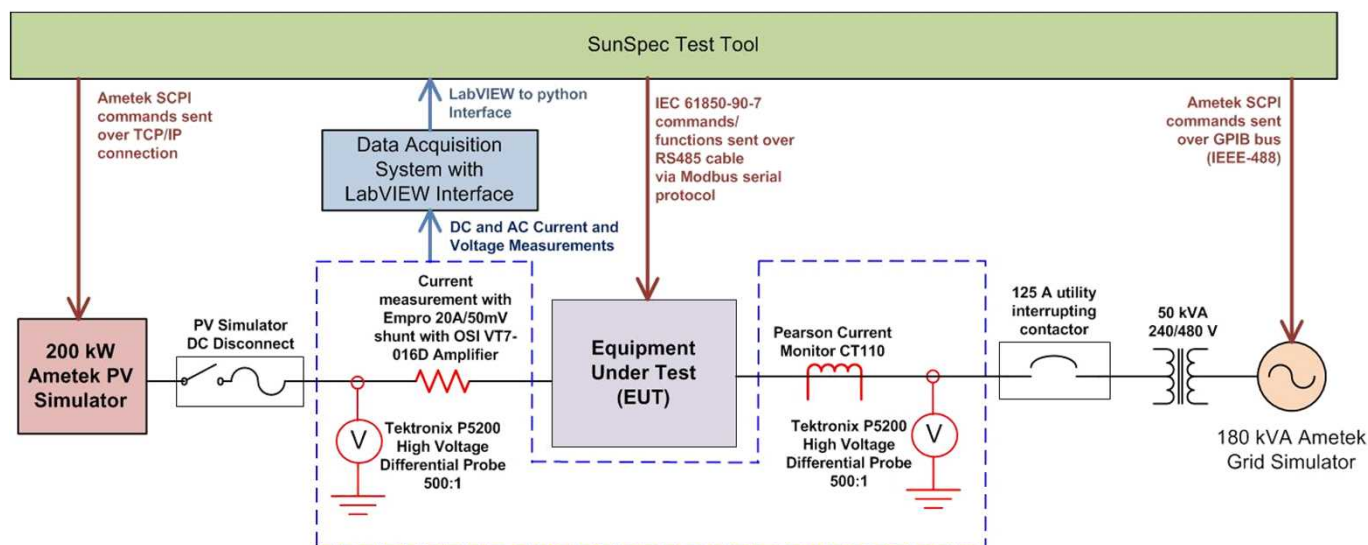 SunSpec Test Tool
Ametek SCPI
commands sent
over TCP/IP
connection
LabVIEW to python
Interface
Data Acquisition
System with
LabVIEW Interface
DC and AC Current and
Voltage Measurements
IEC 61850-90-7
commands/
functions sent over
RS485 cable
via Modbus serial
protocol
Ametek SCPI
commands sent
over GPIB bus
(IEEE-488)
200 kW
Ametek PV
Simulator
PV Simulator
DC Disconnect
Current
measurement with
Empro 20A/50mV
shunt with OSI VT7-
016D Amplifier
V
Tektronix P5200
High Voltage
Differential Probe
500:1
Equipment
Under Test
(EUT)
Pearson Current
Monitor CT110
Tektronix P5200
High Voltage
Differential Probe
500:1
V
125 A utility
interrupting
contactor
50 kVA
240/480 V
180 kVA Ametek
Grid Simulator